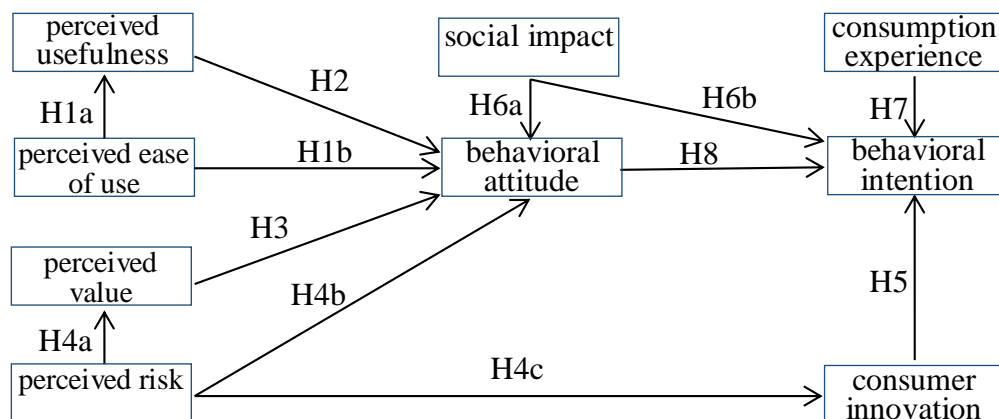 perceived
usefulness
social impact
consumption
experience
H1a
H2
H6a
H6b
H7
perceived ease
of use
H1b
behavioral
attitude
H8
behavioral
intention
H3
perceived
value
H4b
H5
H4a
perceived risk
H4c
consumer
innovation